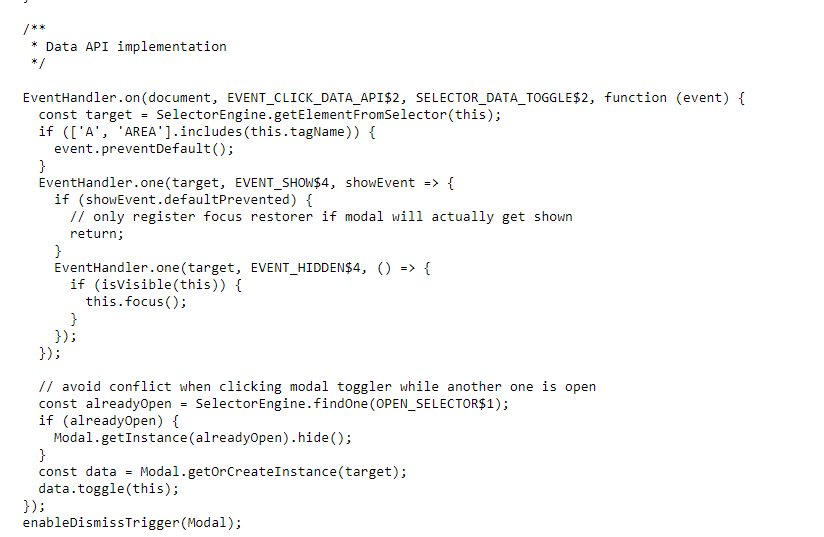 /**
 * Data API implementation
 */

EventHandler.on(document, EVENT_CLICK_DATA_API$2, SELECTOR_DATA_TOGGLE$2, function (event) {
  const target = SelectorEngine.getElementFromSelector(this);
  if (['A', 'AREA'].includes(this.tagName)) {
    event.preventDefault();
  }
  EventHandler.one(target, EVENT_SHOW$4, showEvent => {
    if (showEvent.defaultPrevented) {
      // only register focus restorer if modal will actually get shown
      return;
    }
    EventHandler.one(target, EVENT_HIDDEN$4, () => {
      if (isVisible(this)) {
        this.focus();
      }
    });
  });

  // avoid conflict when clicking modal toggler while another one is open
  const alreadyOpen = SelectorEngine.findOne(OPEN_SELECTOR$1);
  if (alreadyOpen) {
    Modal.getInstance(alreadyOpen).hide();
  }
  const data = Modal.getOrCreateInstance(target);
  data.toggle(this);
});
enableDismissTrigger(Modal);